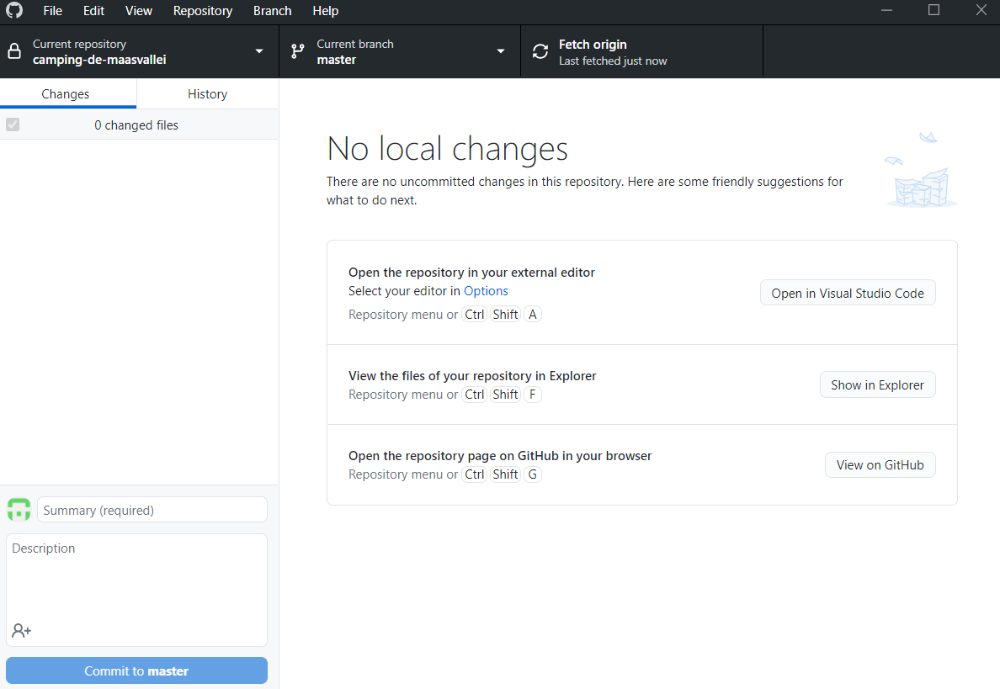 File Edit View Repository Branch Help
Current repository
camping-de-maasvallei
Current branch
master
Fetch origin
Last fetched just now
Changes History
0 changed files
No local changes
There are no uncommitted changes in this repository. Here are some friendly suggestions for
what to do next.
Open the repository in your external editor
Select your editor in Options
Repository menu or Ctrl Shift A
Open in Visual Studio Code
View the files of your repository in Explorer
Repository menu or Ctrl Shift F
Show in Explorer
Open the repository page on GitHub in your browser
Repository menu or Ctrl Shift G
View on GitHub
Summary (required)
Description
Commit to master